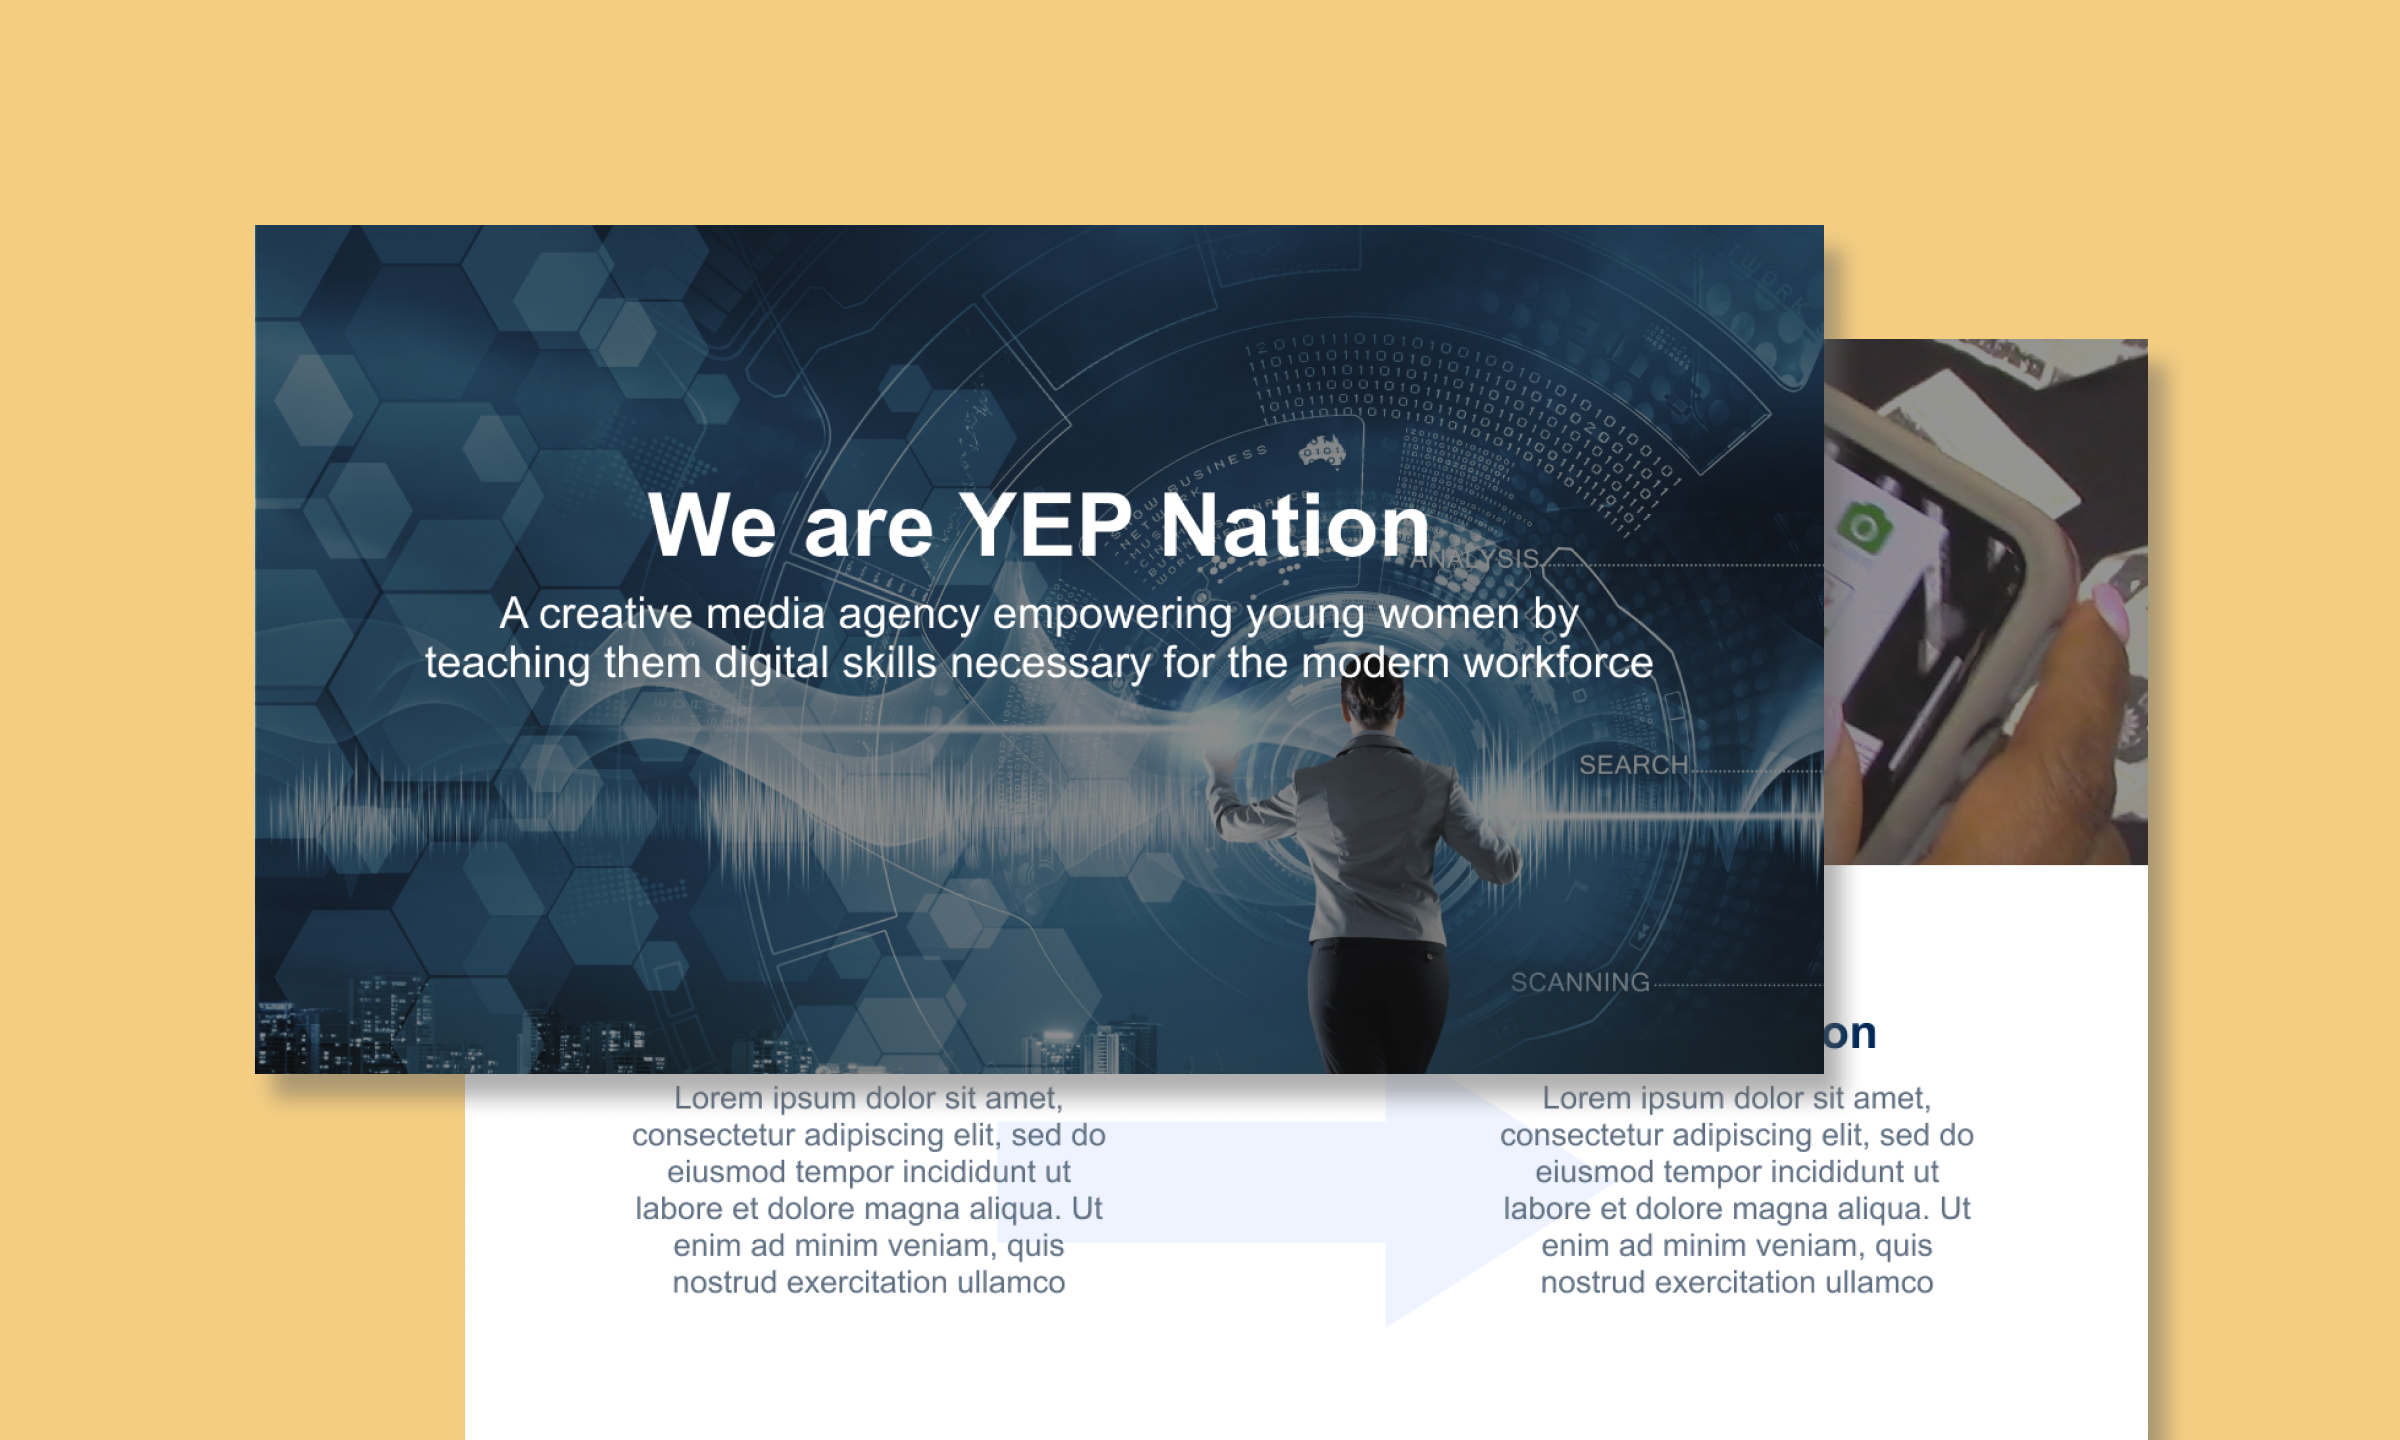 We are YEP Nation
A creative media agency empowering young women by
teaching them digital skills necessary for the modern workforce
BUSINESS
ANALYSIS
SEARCH
SCANNING
on
Lorem ipsum dolor sit amet,
consectetur adipiscing elit, sed do
eiusmod tempor incididunt ut
labore et dolore magna aliqua. Ut
enim ad minim veniam, quis
nostrud exercitation ullamco
Lorem ipsum dolor sit amet,
consectetur adipiscing elit, sed do
eiusmod tempor incididunt ut
labore et dolore magna aliqua. Ut
enim ad minim veniam, quis
nostrud exercitation ullamco